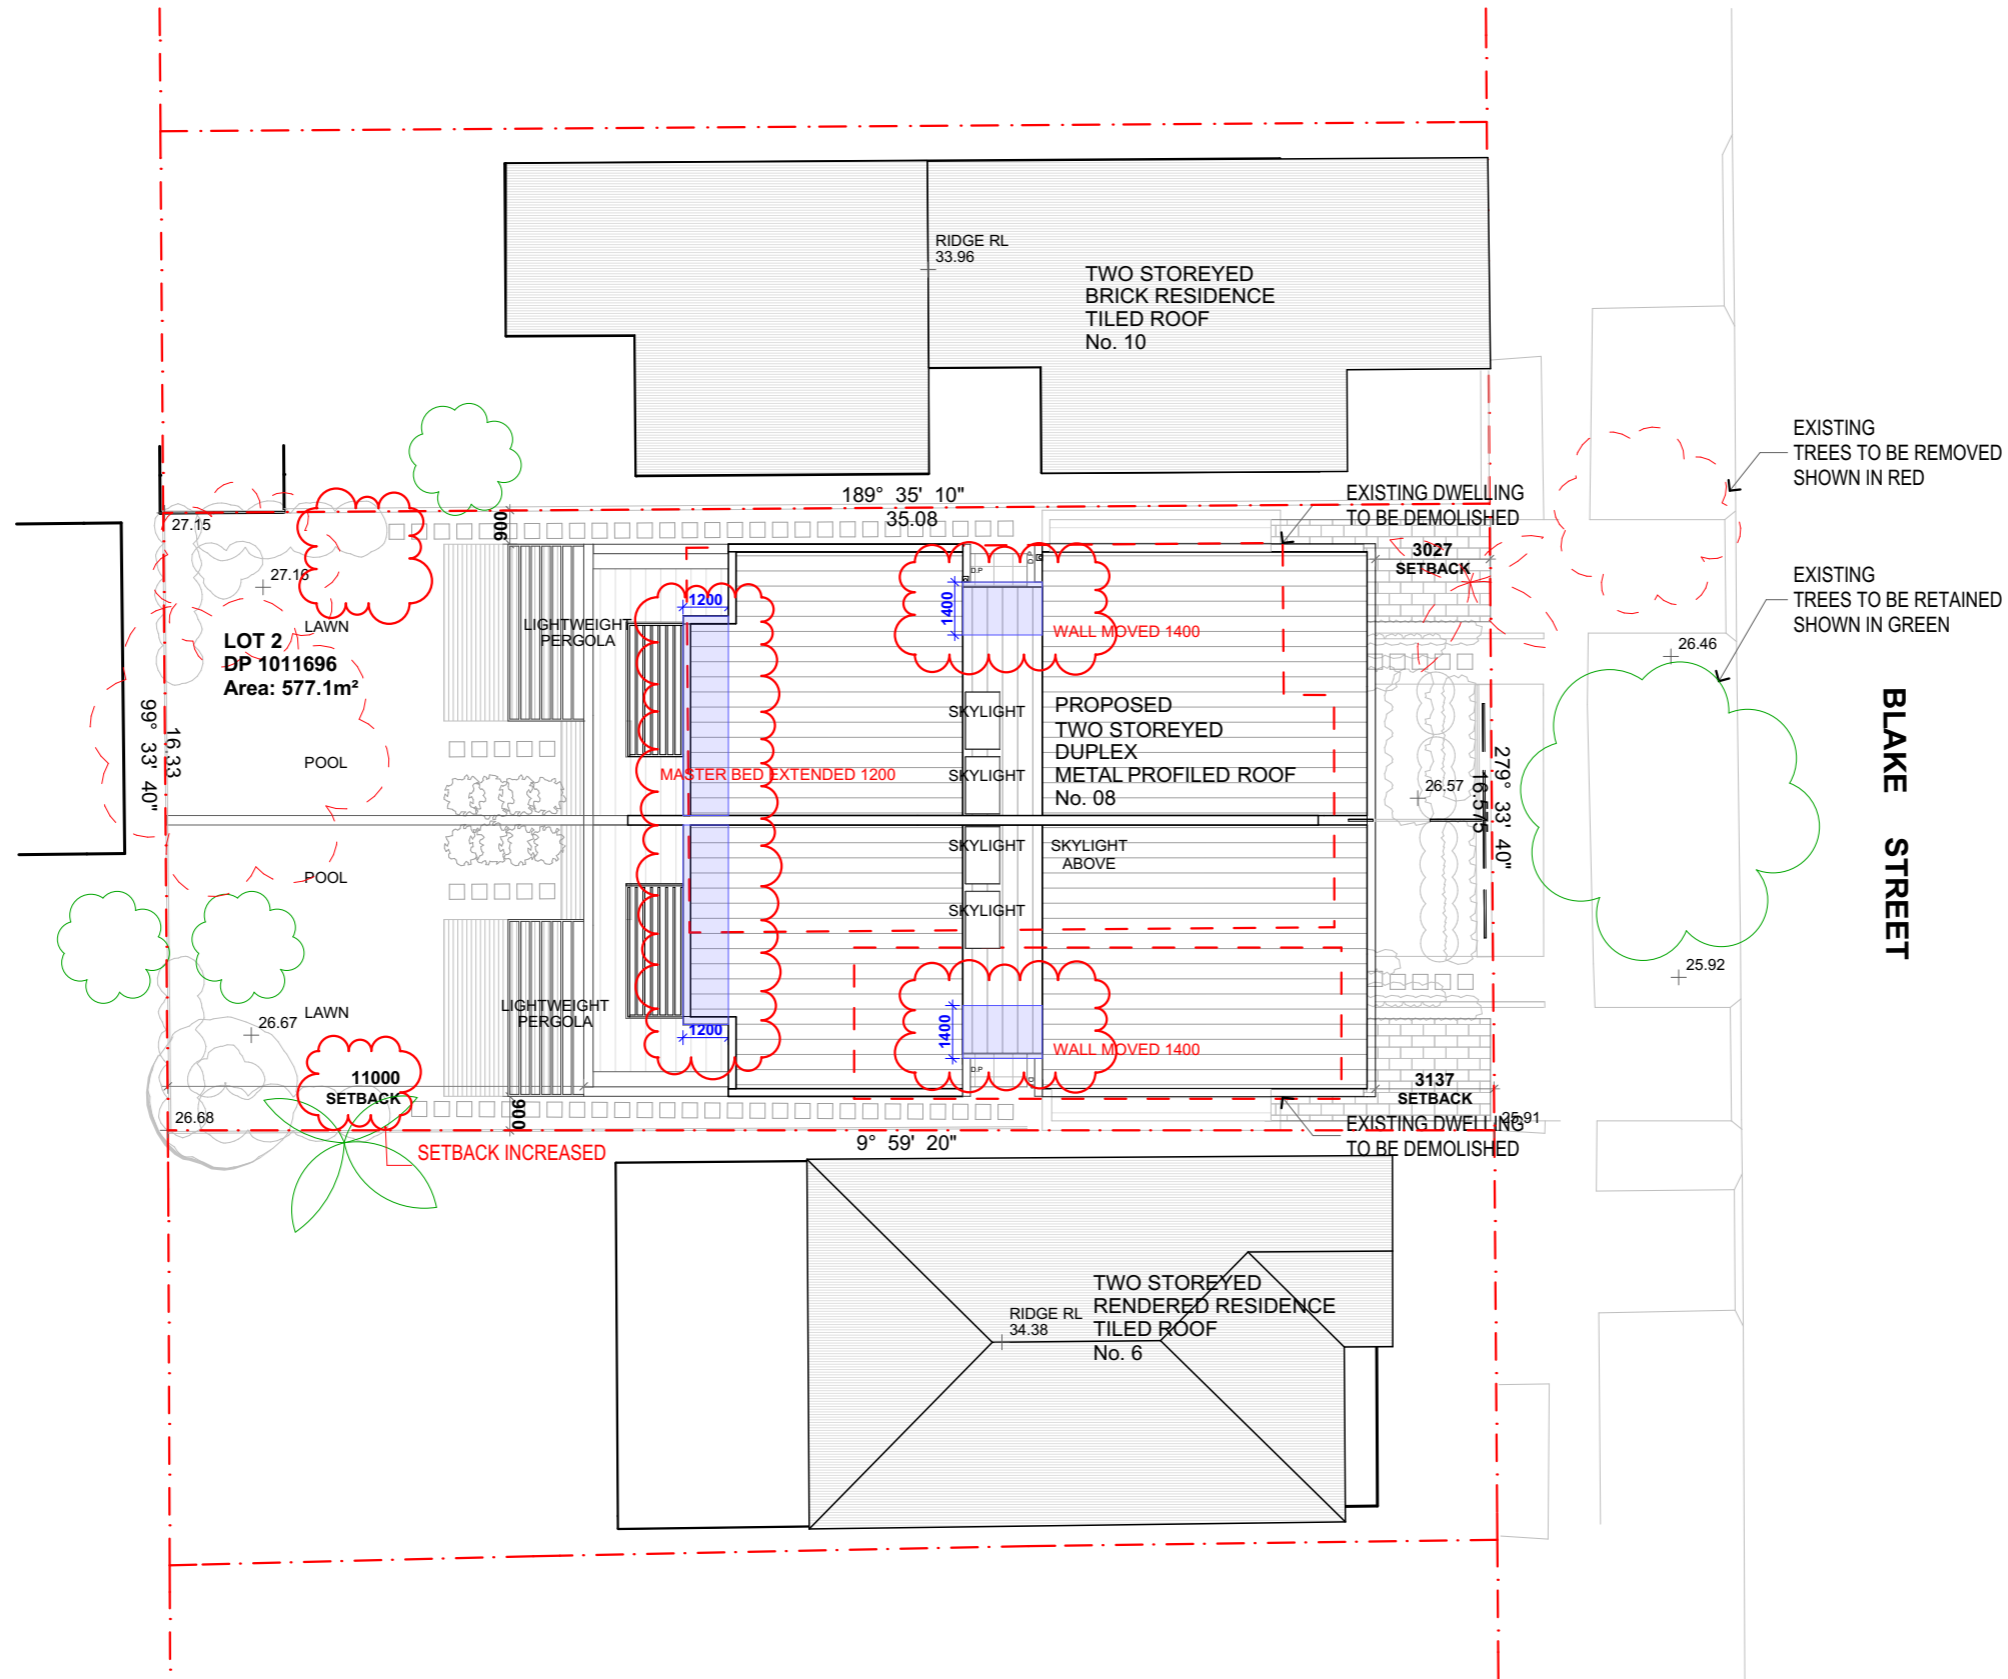 RIDGE RL
33.96
TWO STOREYED
BRICK RESIDENCE
TILED ROOF
No. 10
EXISTING
TREES TO BE REMOVED
SHOWN IN RED
EXISTING
TREES TO BE RETAINED
SHOWN IN GREEN
189° 35' 10"
35.08
EXISTING DWELLING
TO BE DEMOLISHED
27.15
27.16
900
3027
SETBACK
LAWN
LOT 2
DP 1011696
Area: 577.1m²
LIGHTWEIGHT
PERGOLA
1200
D.P
D.P
1400
WALL MOVED 1400
26.46
99° 33' 40"
16.33
POOL
MASTER BED EXTENDED 1200
SKYLIGHT
SKYLIGHT
PROPOSED
TWO STOREYED
DUPLEX
METAL PROFILED ROOF
No. 08
26.57
279° 33' 40"
16.575
BLAKE STREET
POOL
SKYLIGHT
SKYLIGHT
ABOVE
SKYLIGHT
25.92
LAWN
26.67
LIGHTWEIGHT
PERGOLA
1200
1400
WALL MOVED 1400
D.P
11000
SETBACK
3137
SETBACK
26.68
900
25.91
EXISTING DWELLING
TO BE DEMOLISHED
SETBACK INCREASED
9° 59' 20"
RIDGE RL
34.38
TWO STOREYED
RENDERED RESIDENCE
TILED ROOF
No. 6